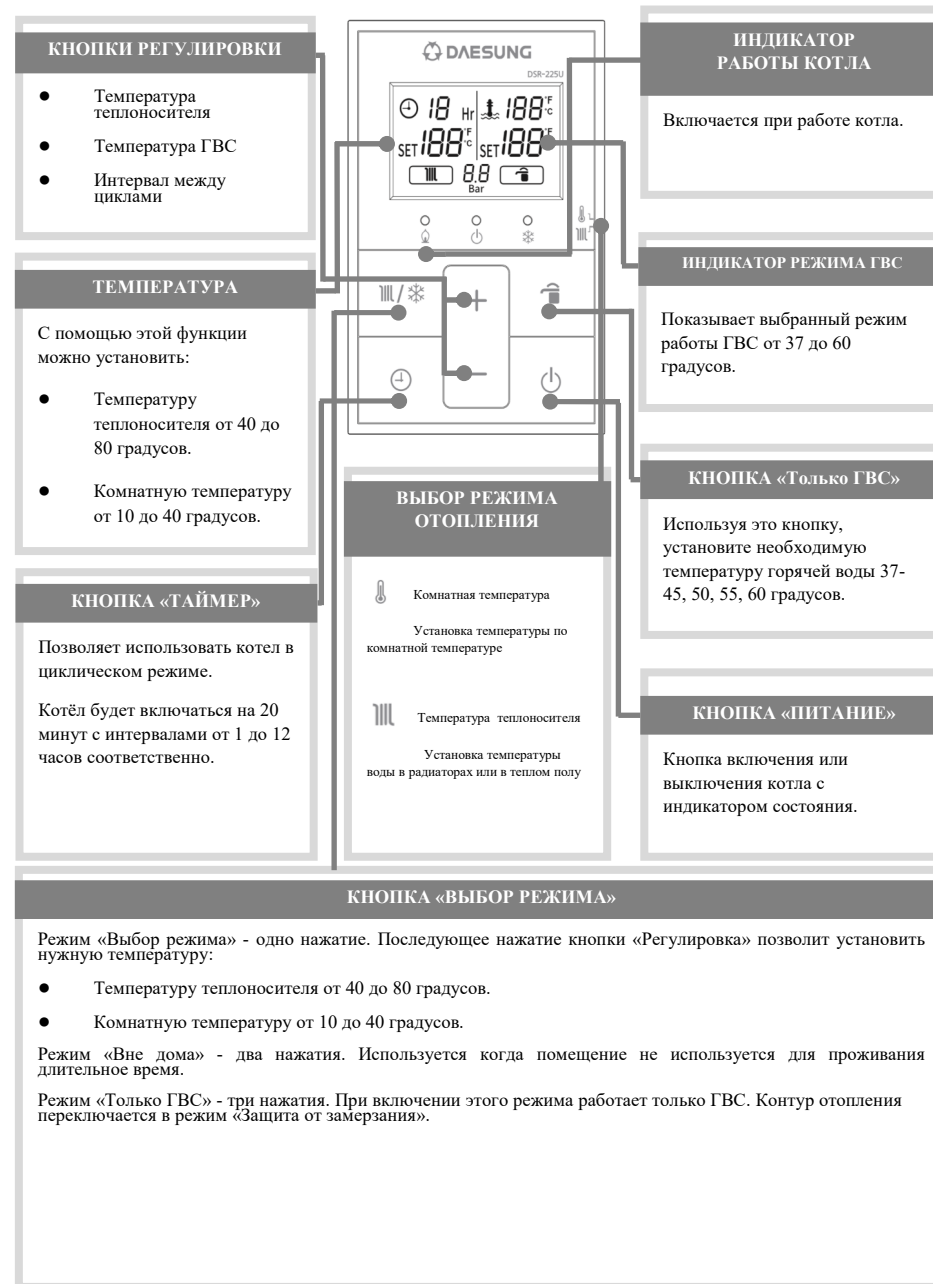 КНОПКИ РЕГУЛИРОВКИ
● Температура
теплоносителя
● Температура ГВС
● Интервал между
циклами
DAESUNG
DSR-225U
18 Hr
188 °F °C
SET 188 °F °C
SET 188 °F °C
8.8
Bar
ИНДИКАТОР
РАБОТЫ КОТЛА
Включается при работе котла.
ТЕМПЕРАТУРА
С помощью этой функции
можно установить:
● Температуру
теплоносителя от 40 до
80 градусов.
● Комнатную температуру
от 10 до 40 градусов.
ИНДИКАТОР РЕЖИМА ГВС
Показывает выбранный режим
работы ГВС от 37 до 60
градусов.
КНОПКА «Только ГВС»
Используя это кнопку,
установите необходимую
температуру горячей воды 37-
45, 50, 55, 60 градусов.
КНОПКА «ТАЙМЕР»
Позволяет использовать котел в
циклическом режиме.
Котёл будет включаться на 20
минут с интервалами от 1 до 12
часов соответственно.
ВЫБОР РЕЖИМА
ОТОПЛЕНИЯ
Комнатная температура
Установка температуры по
комнатной температуре
Температура теплоносителя
Установка температуры
воды в радиаторах или в теплом полу
КНОПКА «ПИТАНИЕ»
Кнопка включения или
выключения котла с
индикатором состояния.
КНОПКА «ВЫБОР РЕЖИМА»
Режим «Выбор режима» - одно нажатие. Последующее нажатие кнопки «Регулировка» позволит установить
нужную температуру:
● Температуру теплоносителя от 40 до 80 градусов.
● Комнатную температуру от 10 до 40 градусов.
Режим «Вне дома» - два нажатия. Используется когда помещение не используется для проживания
длительное время.
Режим «Только ГВС» - три нажатия. При включении этого режима работает только ГВС. Контур отопления
переключается в режим «Защита от замерзания».